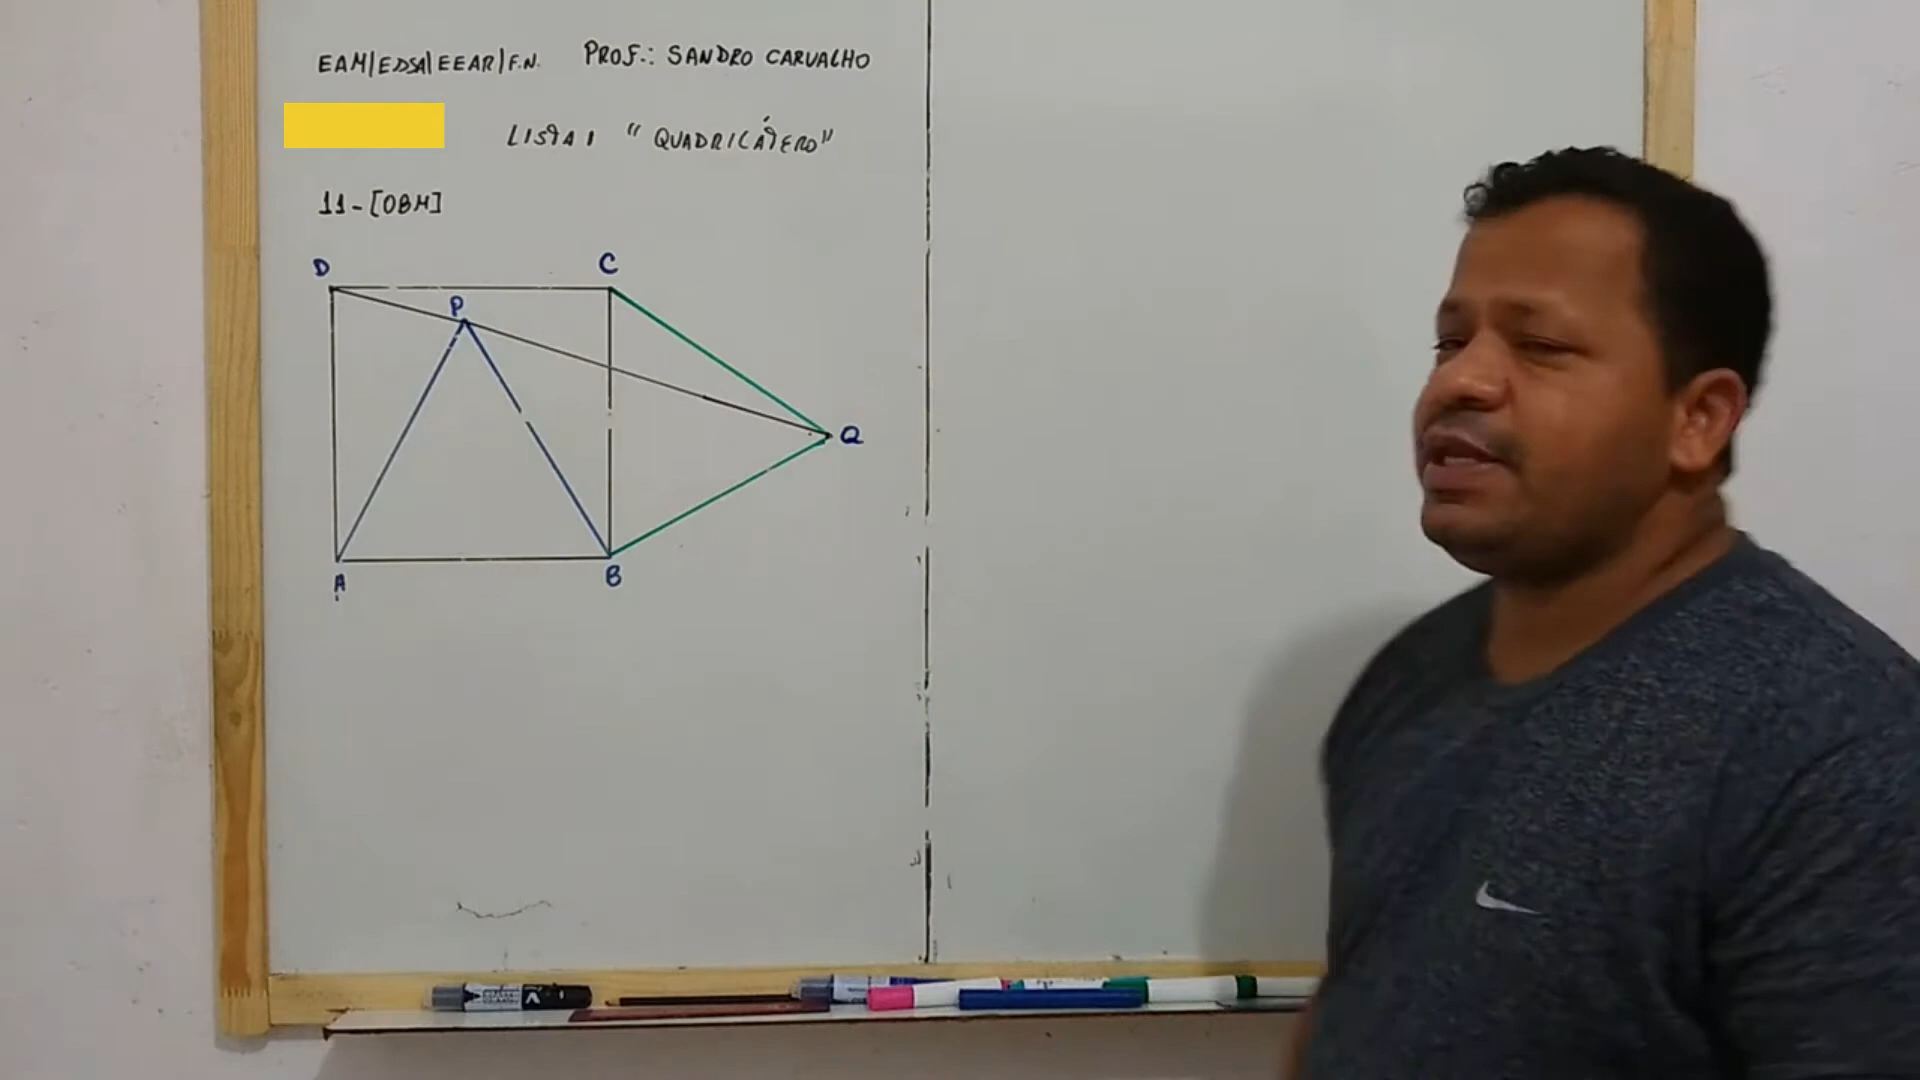 EAM/EDSA/EEAR/F.N. PROF.: SANDRO CARVALHO
LISTA 1 "QUADRILÁTERO"
11-[OBM]
D C
P
Q
A B